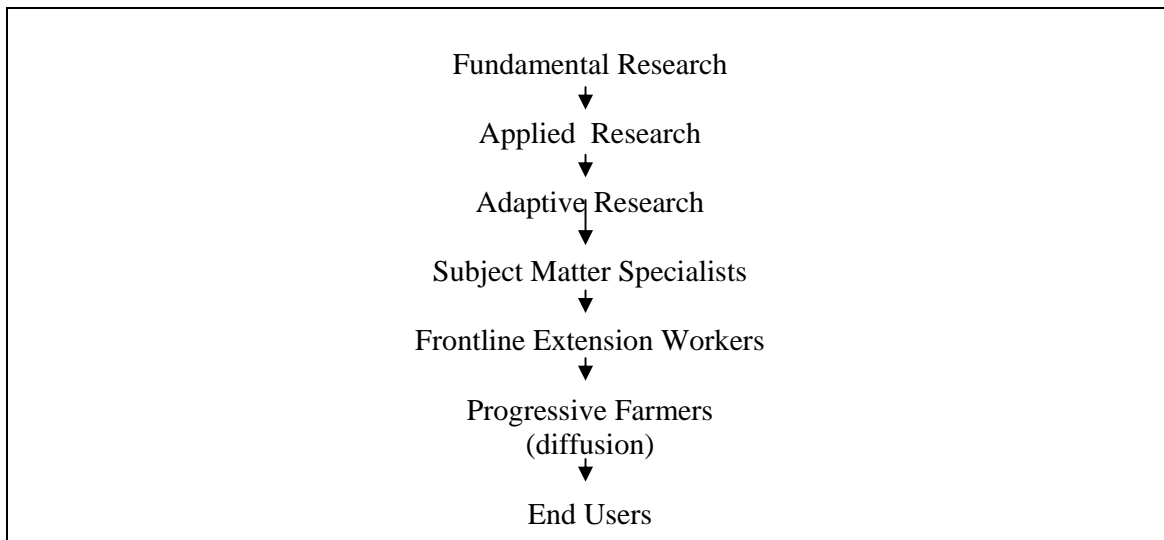 Fundamental Research
Applied Research
Adaptive Research
Subject Matter Specialists
Frontline Extension Workers
Progressive Farmers
(diffusion)
End Users